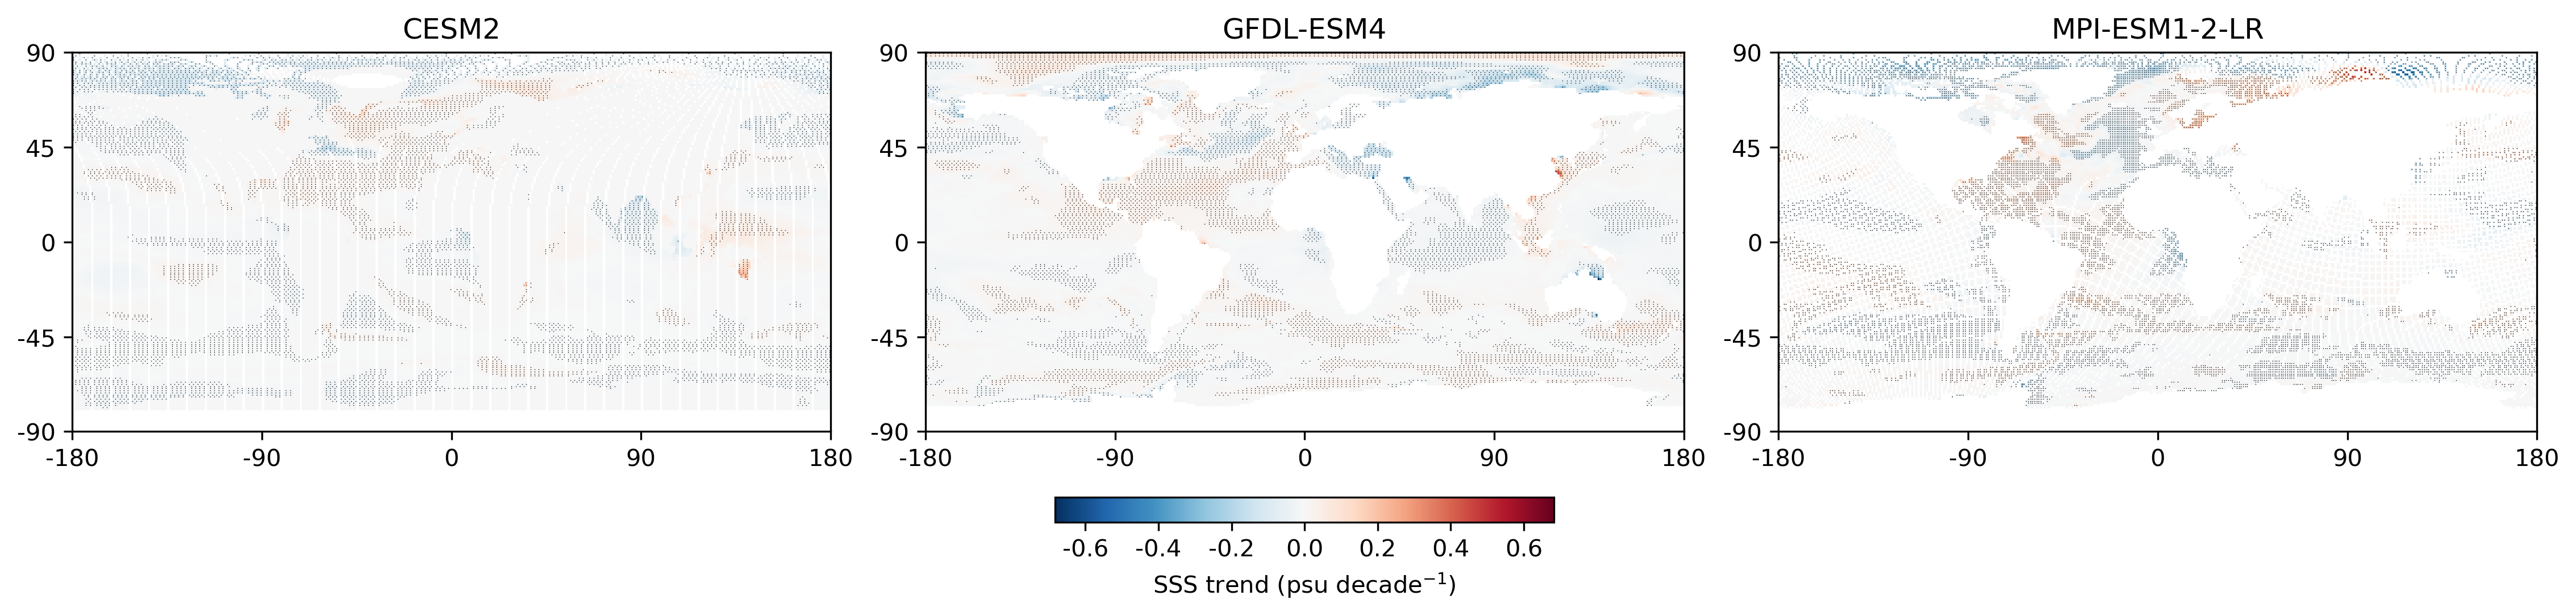 CESM2 GFDL-ESM4 MPI-ESM1-2-LR
90 90 90
45 45 45
0 0 0
-45 -45 -45
-90 -90 -90
-180 -90 0 90 180 -180 -90 0 90 180 -180 -90 0 90 180
-0.6 -0.4 -0.2 0.0 0.2 0.4 0.6
SSS trend (psu decade⁻¹)